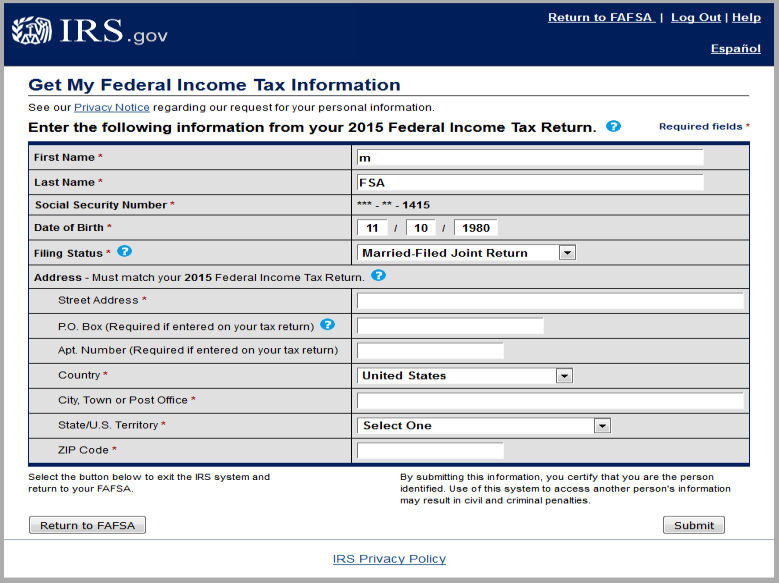 IRS.gov
Return to FAFSA | Log Out | Help
Español
Get My Federal Income Tax Information
See our Privacy Notice regarding our request for your personal information.
Enter the following information from your 2015 Federal Income Tax Return. ?
Required fields *
First Name * m
Last Name * FSA
Social Security Number * *** - ** - 1415
Date of Birth * 11 / 10 / 1980
Filing Status * ? Married-Filed Joint Return
Address - Must match your 2015 Federal Income Tax Return. ?
Street Address *
P.O. Box (Required if entered on your tax return) ?
Apt. Number (Required if entered on your tax return)
Country * United States
City, Town or Post Office *
State/U.S. Territory * Select One
ZIP Code *
Select the button below to exit the IRS system and
return to your FAFSA.
By submitting this information, you certify that you are the person
identified. Use of this system to access another person's information
may result in civil and criminal penalties.
Return to FAFSA
Submit
IRS Privacy Policy